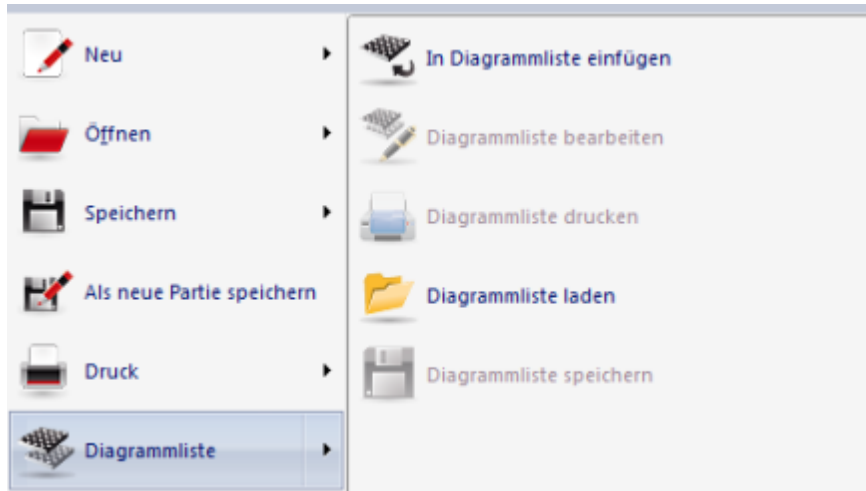 Neu
Öffnen
Speichern
Als neue Partie speichern
Druck
Diagrammliste
In Diagrammliste einfügen
Diagrammliste bearbeiten
Diagrammliste drucken
Diagrammliste laden
Diagrammliste speichern